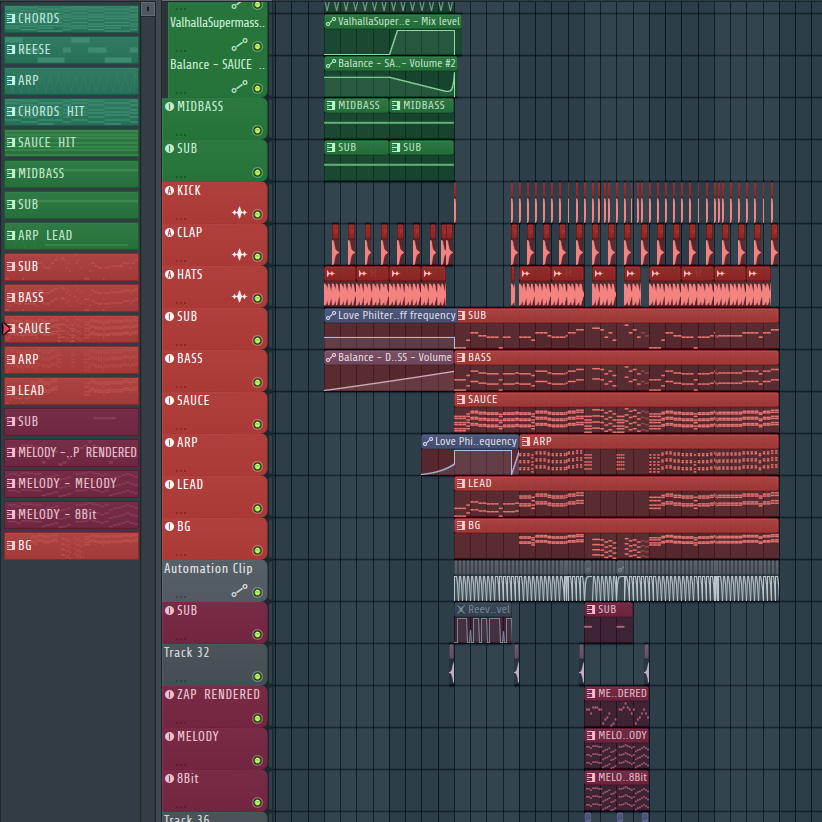 CHORDS
REESE
ARP
CHORDS HIT
SAUCE HIT
MIDBASS
SUB
ARP LEAD
SUB
BASS
SAUCE
ARP
LEAD
SUB
MELODY -..P RENDERED
MELODY - MELODY
MELODY - 8Bit
BG
ValhallaSupermass..
ValhallaSuper..e - Mix level
Balance - SAUCE ..
Balance - SA..- Volume #2
MIDBASS
MIDBASS
MIDBASS
SUB
SUB
SUB
KICK
CLAP
HATS
SUB
Love Philter..ff frequency
SUB
BASS
Balance - D..SS - Volume
BASS
SAUCE
SAUCE
ARP
Love Phi..equency
ARP
LEAD
LEAD
BG
BG
Automation Clip
SUB
Reev..vel
SUB
Track 32
ZAP RENDERED
ME..DERED
MELODY
MELO..ODY
8Bit
MELO..8Bit
Track 36